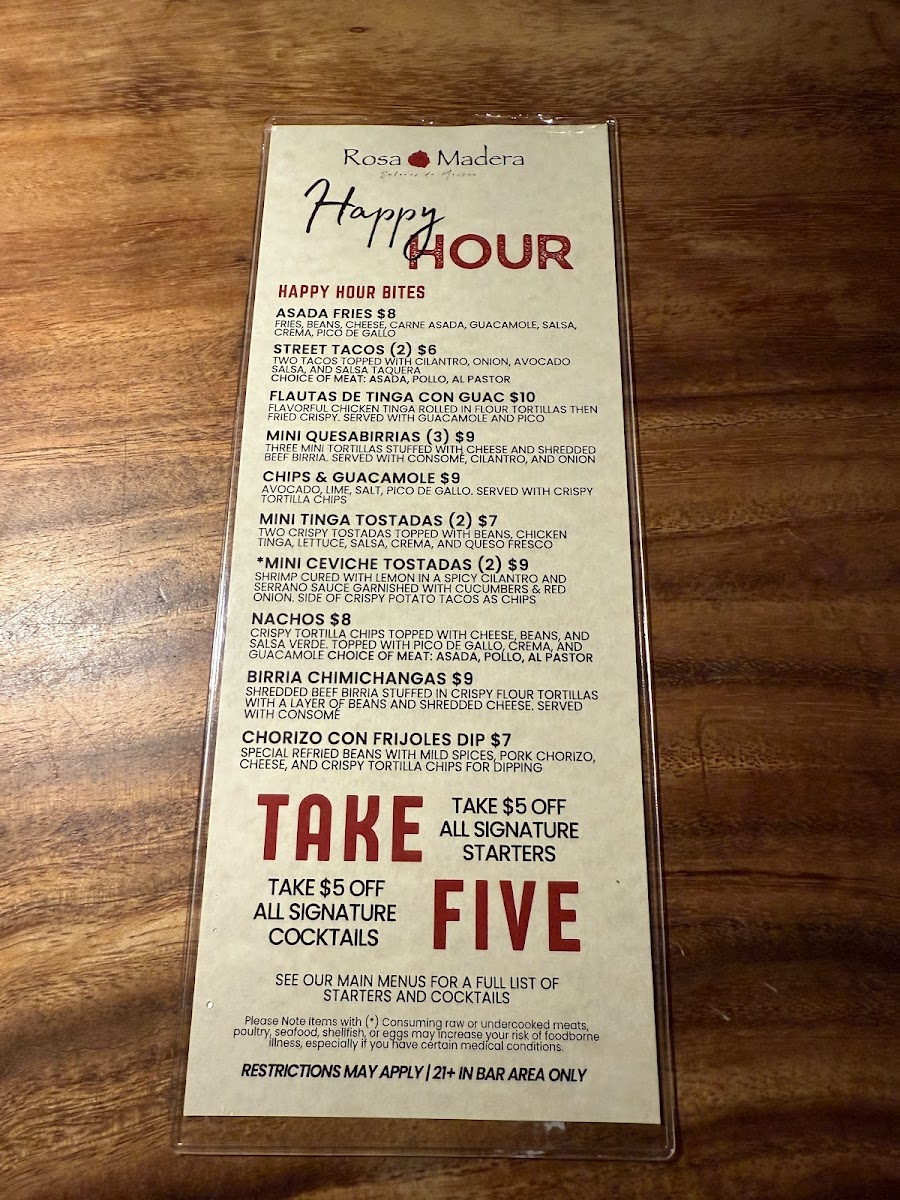 Rosa Madera
Sabores de Mexico
Happy
HOUR
HAPPY HOUR BITES
ASADA FRIES $8
FRIES, BEANS, CHEESE, CARNE ASADA, GUACAMOLE, SALSA,
CREMA, PICO DE GALLO
STREET TACOS (2) $6
TWO TACOS TOPPED WITH CILANTRO, ONION, AVOCADO
SALSA, AND SALSA TAQUERA
CHOICE OF MEAT: ASADA, POLLO, AL PASTOR
FLAUTAS DE TINGA CON GUAC $10
FLAVORFUL CHICKEN TINGA ROLLED IN FLOUR TORTILLAS THEN
FRIED CRISPY. SERVED WITH GUACAMOLE AND PICO
MINI QUESABIRRIAS (3) $9
THREE MINI TORTILLAS STUFFED WITH CHEESE AND SHREDDED
BEEF BIRRIA. SERVED WITH CONSOMÉ, CILANTRO, AND ONION
CHIPS & GUACAMOLE $9
AVOCADO, LIME, SALT, PICO DE GALLO. SERVED WITH CRISPY
TORTILLA CHIPS
MINI TINGA TOSTADAS (2) $7
TWO CRISPY TOSTADAS TOPPED WITH BEANS, CHICKEN
TINGA, LETTUCE, SALSA, CREMA, AND QUESO FRESCO
*MINI CEVICHE TOSTADAS (2) $9
SHRIMP CURED WITH LEMON IN A SPICY CILANTRO AND
SERRANO SAUCE GARNISHED WITH CUCUMBERS & RED
ONION. SIDE OF CRISPY POTATO TACOS AS CHIPS
NACHOS $8
CRISPY TORTILLA CHIPS TOPPED WITH CHEESE, BEANS, AND
SALSA VERDE. TOPPED WITH PICO DE GALLO, CREMA, AND
GUACAMOLE CHOICE OF MEAT: ASADA, POLLO, AL PASTOR
BIRRIA CHIMICHANGAS $9
SHREDDED BEEF BIRRIA STUFFED IN CRISPY FLOUR TORTILLAS
WITH A LAYER OF BEANS AND SHREDDED CHEESE. SERVED
WITH CONSOMÉ
CHORIZO CON FRIJOLES DIP $7
SPECIAL REFRIED BEANS WITH MILD SPICES, PORK CHORIZO,
CHEESE, AND CRISPY TORTILLA CHIPS FOR DIPPING
TAKE
TAKE $5 OFF
ALL SIGNATURE
STARTERS
TAKE $5 OFF
ALL SIGNATURE
COCKTAILS
FIVE
SEE OUR MAIN MENUS FOR A FULL LIST OF
STARTERS AND COCKTAILS
Please Note Items with (*) Consuming raw or undercooked meats,
poultry, seafood, shellfish, or eggs may increase your risk of foodborne
illness, especially if you have certain medical conditions.
RESTRICTIONS MAY APPLY | 21+ IN BAR AREA ONLY